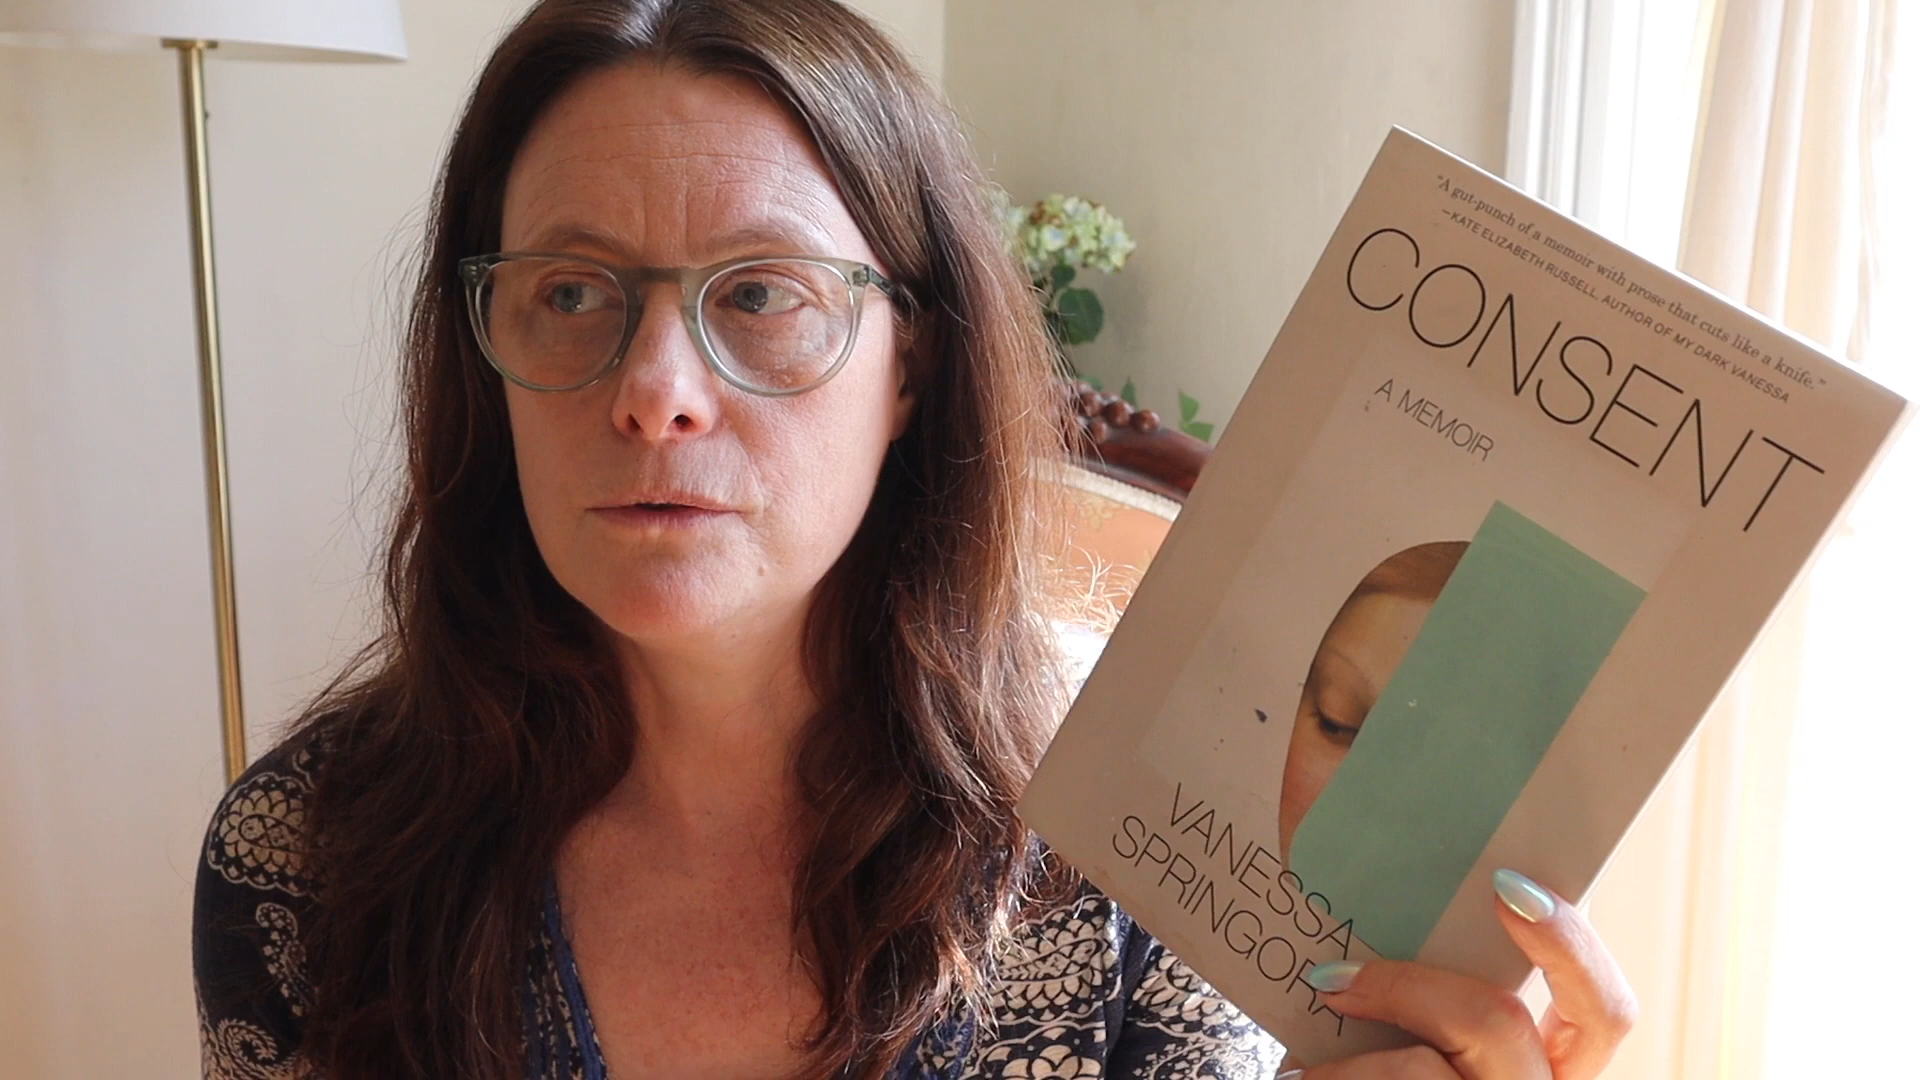 "A gut-punch of a memoir with prose that cuts like a knife."
—KATE ELIZABETH RUSSELL, AUTHOR OF MY DARK VANESSA
CONSENT
A MEMOIR
VANESSA
SPRINGORA